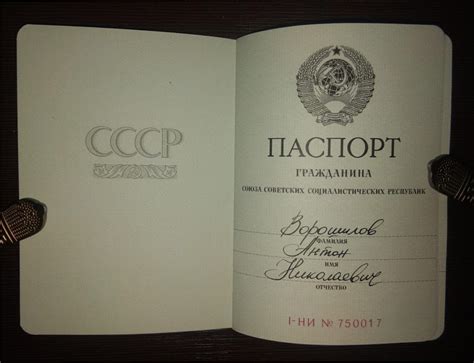 СССР
ПАСПОРТ
ГРАЖДАНИНА
СОЮЗА СОВЕТСКИХ СОЦИАЛИСТИЧЕСКИХ РЕСПУБЛИК
Ворошилов
ФАМИЛИЯ
Антон
ИМЯ
Николаевич
ОТЧЕСТВО
I-НИ № 750017